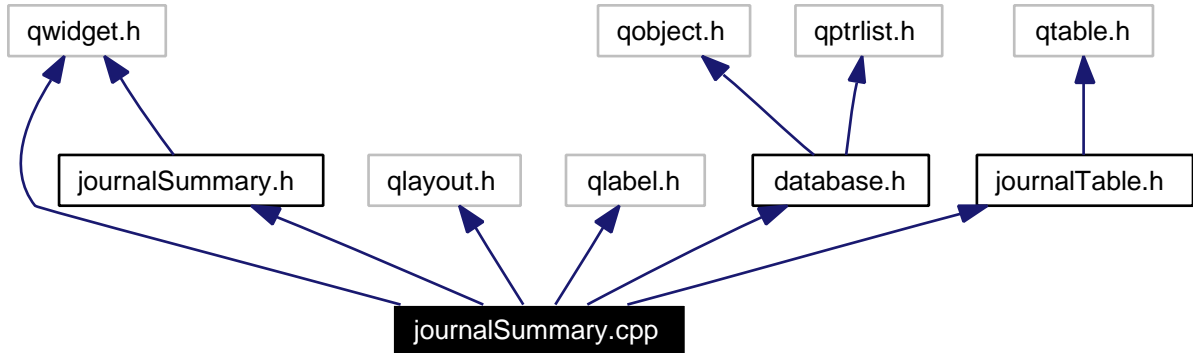 qwidget.h
qobject.h
qptrlist.h
qtable.h
journalSummary.h
qlayout.h
qlabel.h
database.h
journalTable.h
journalSummary.cpp